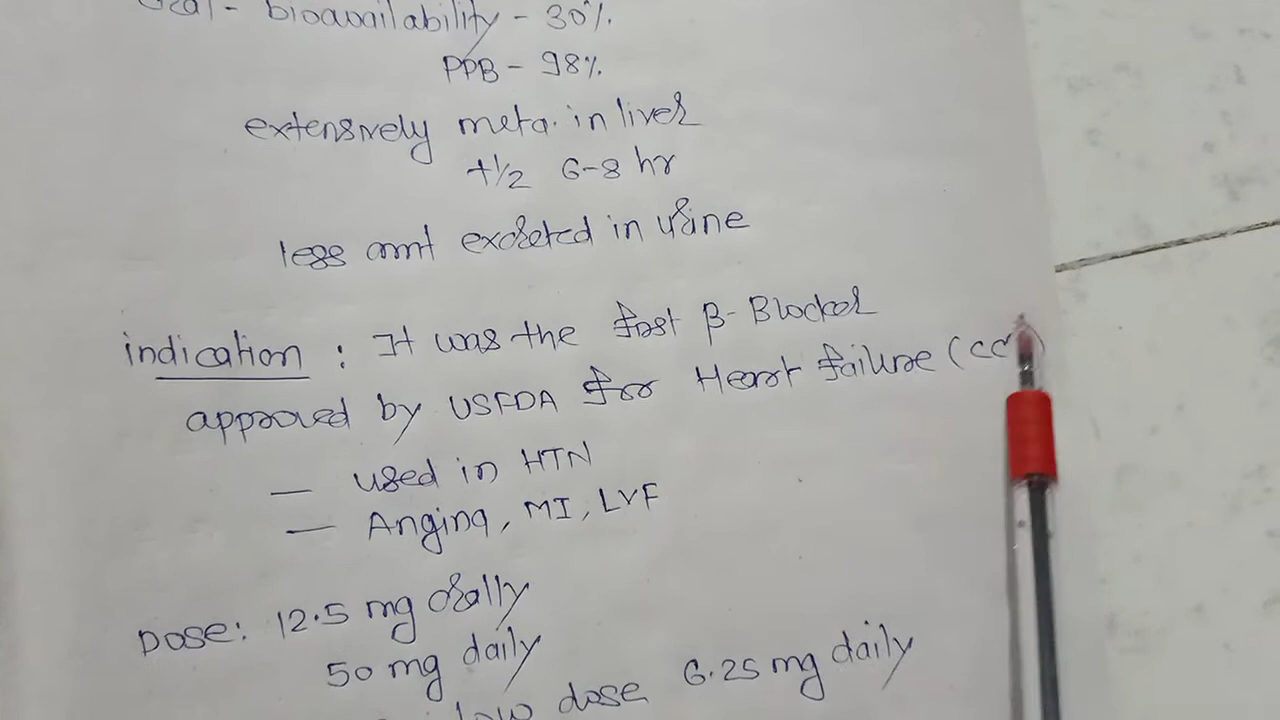 Oral - bioavailability - 30%.
PPB - 98%.
extensively meta. in liver
t1/2 6-8 hr
less amt excreted in urine
indication : It was the first β-Blocker
approved by USFDA for Heart failure (CC
— used in HTN
— Angina, MI, LVF
Dose: 12.5 mg orally
50 mg daily
low dose 6.25 mg daily